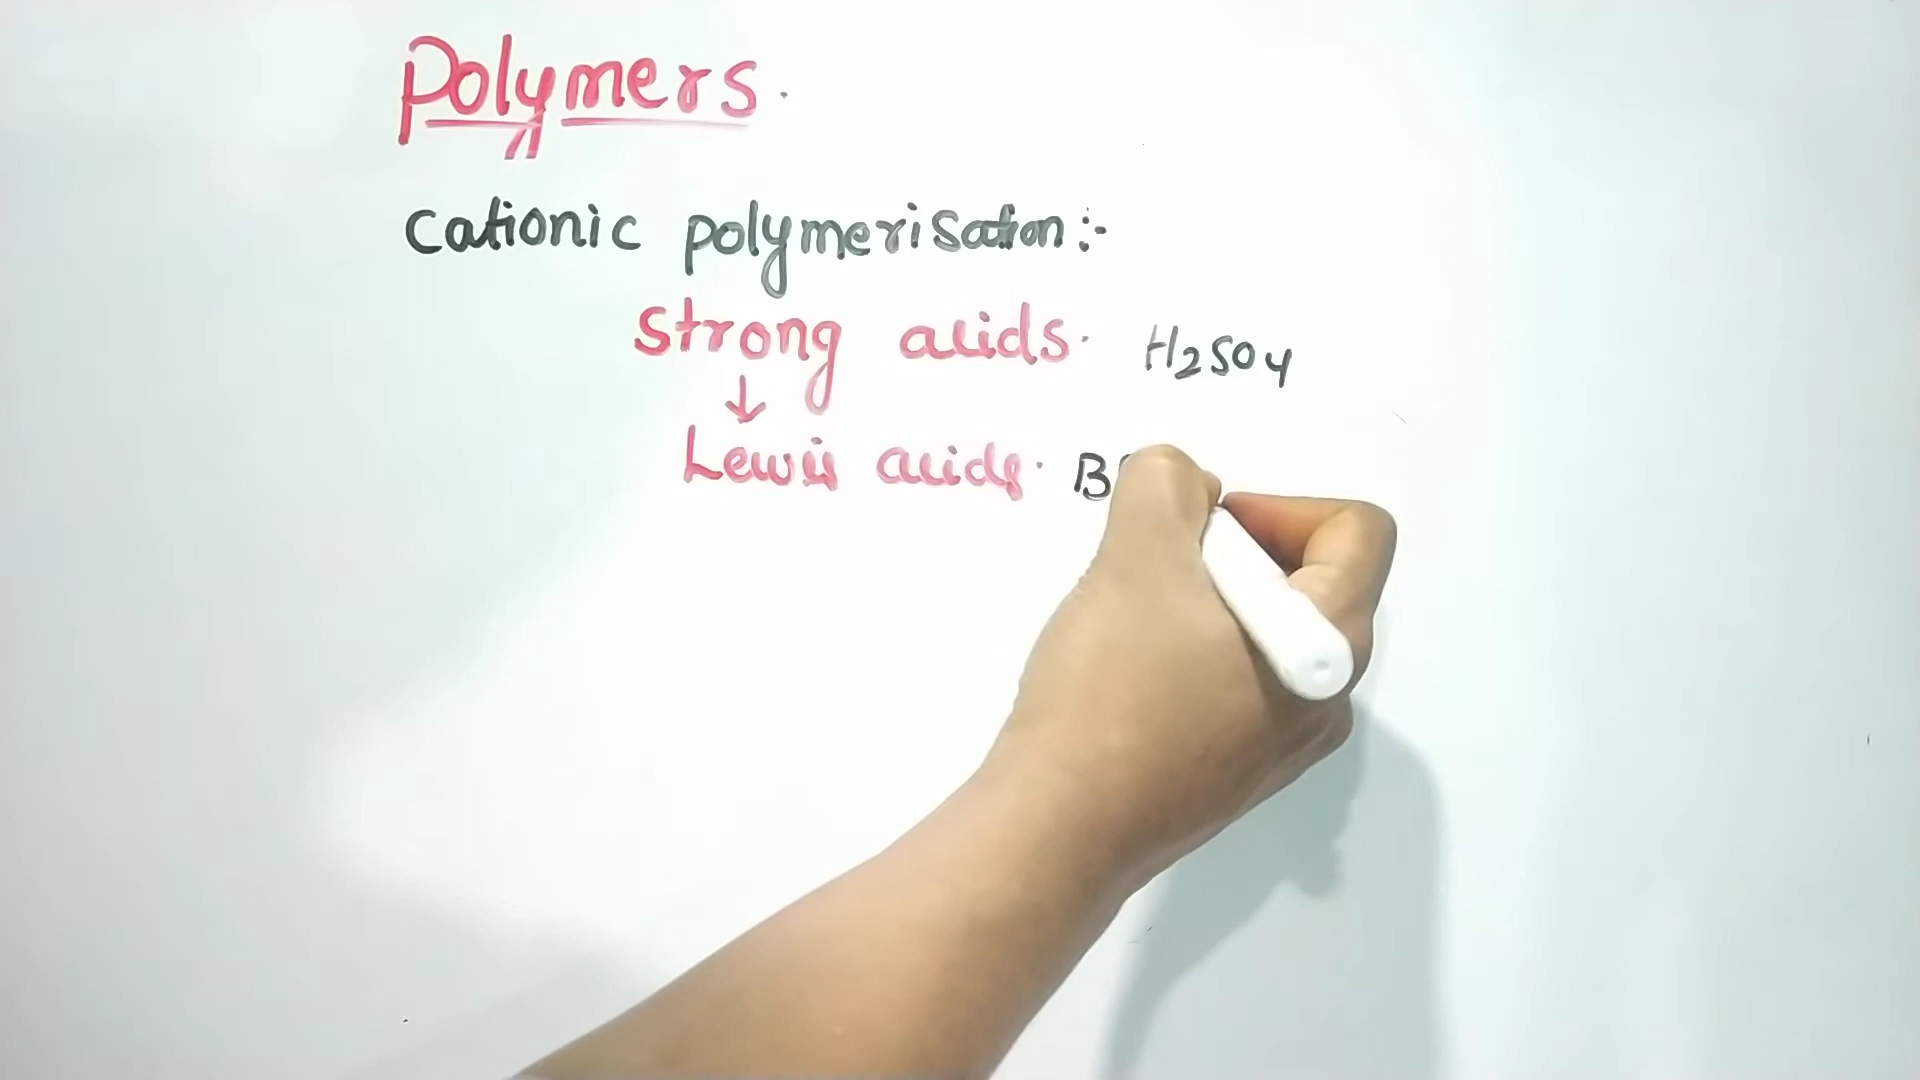 Polymers.
Cationic polymerisation :-
Strong acids. H2SO4
↓
Lewis acids.